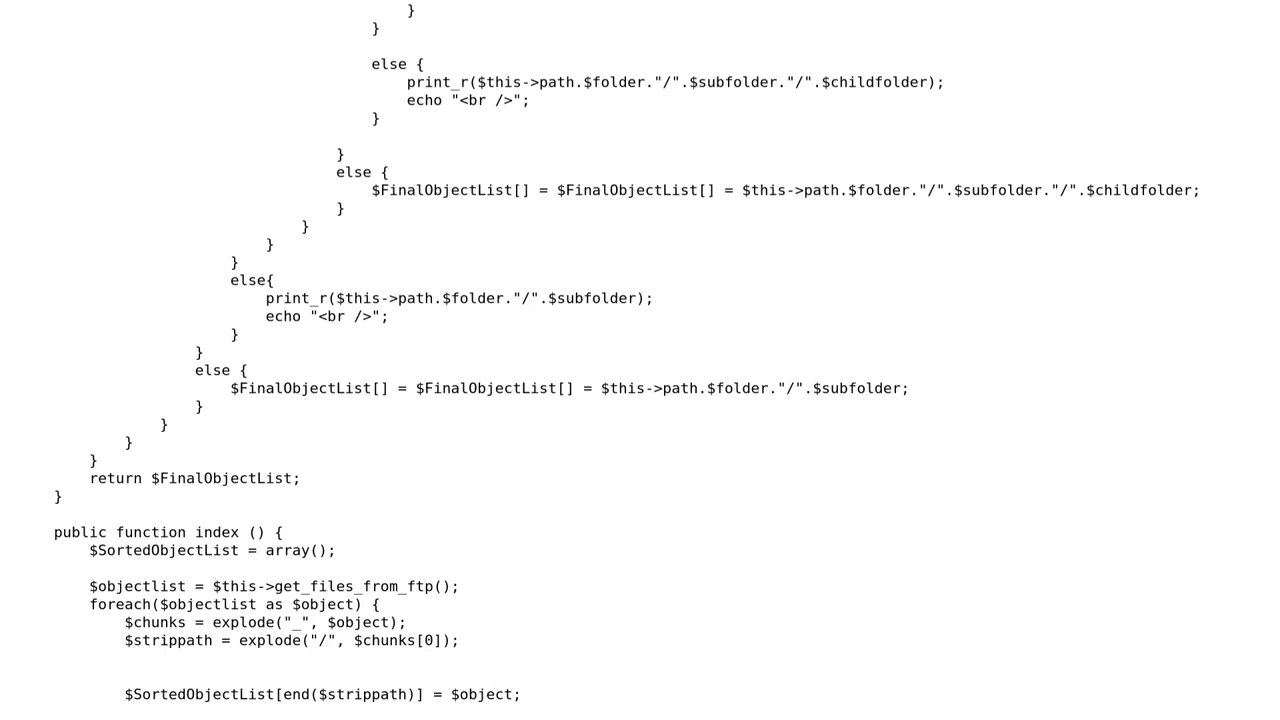 }
}
else {
print_r($this->path.$folder."/".$subfolder."/".$childfolder);
echo "<br />";
}
}
else {
$FinalObjectList[] = $FinalObjectList[] = $this->path.$folder."/".$subfolder."/".$childfolder;
}
}
}
}
else{
print_r($this->path.$folder."/".$subfolder);
echo "<br />";
}
}
else {
$FinalObjectList[] = $FinalObjectList[] = $this->path.$folder."/".$subfolder;
}
}
}
}
return $FinalObjectList;
}
public function index () {
$SortedObjectList = array();
$objectlist = $this->get_files_from_ftp();
foreach($objectlist as $object) {
$chunks = explode("_", $object);
$strippath = explode("/", $chunks[0]);
$SortedObjectList[end($strippath)] = $object;